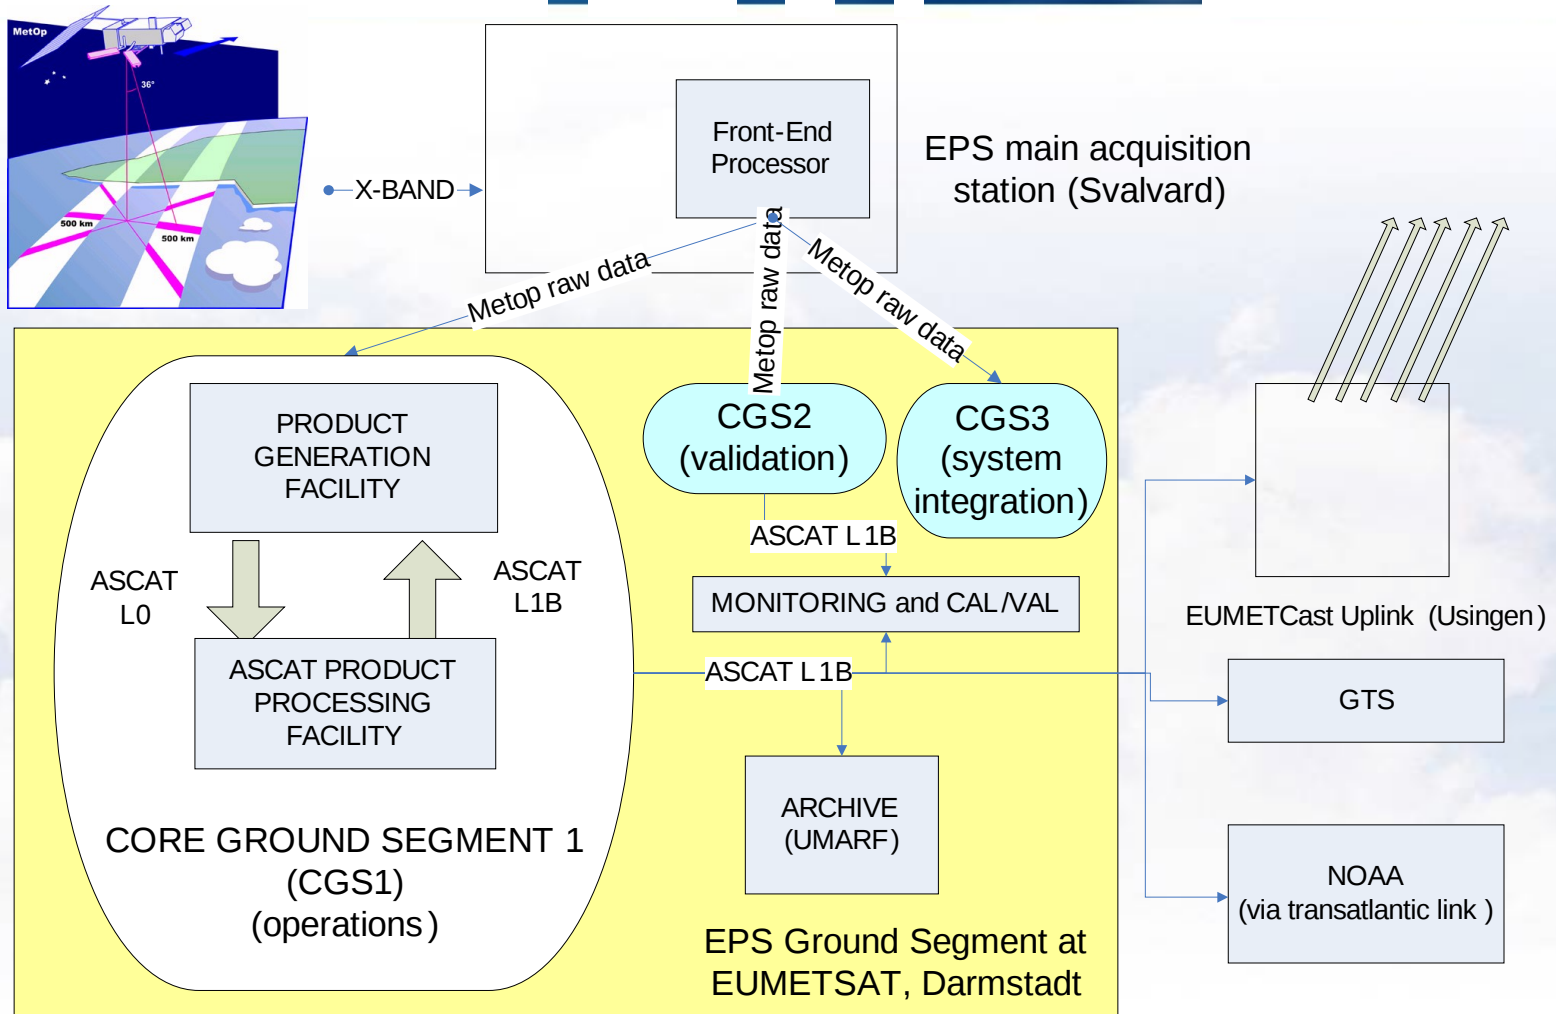 MetOp
36°
500 km
500 km
X-BAND
Front-End
Processor
EPS main acquisition
station (Svalvard)
Metop raw data
Metop raw data
Metop raw data
PRODUCT
GENERATION
FACILITY
ASCAT
L0
ASCAT
L1B
ASCAT PRODUCT
PROCESSING
FACILITY
CORE GROUND SEGMENT 1
(CGS1)
(operations)
CGS2
(validation)
CGS3
(system
integration)
ASCAT L1B
MONITORING and CAL/VAL
ASCAT L1B
ARCHIVE
(UMARF)
EPS Ground Segment at
EUMETSAT, Darmstadt
EUMETCast Uplink (Usingen)
GTS
NOAA
(via transatlantic link)